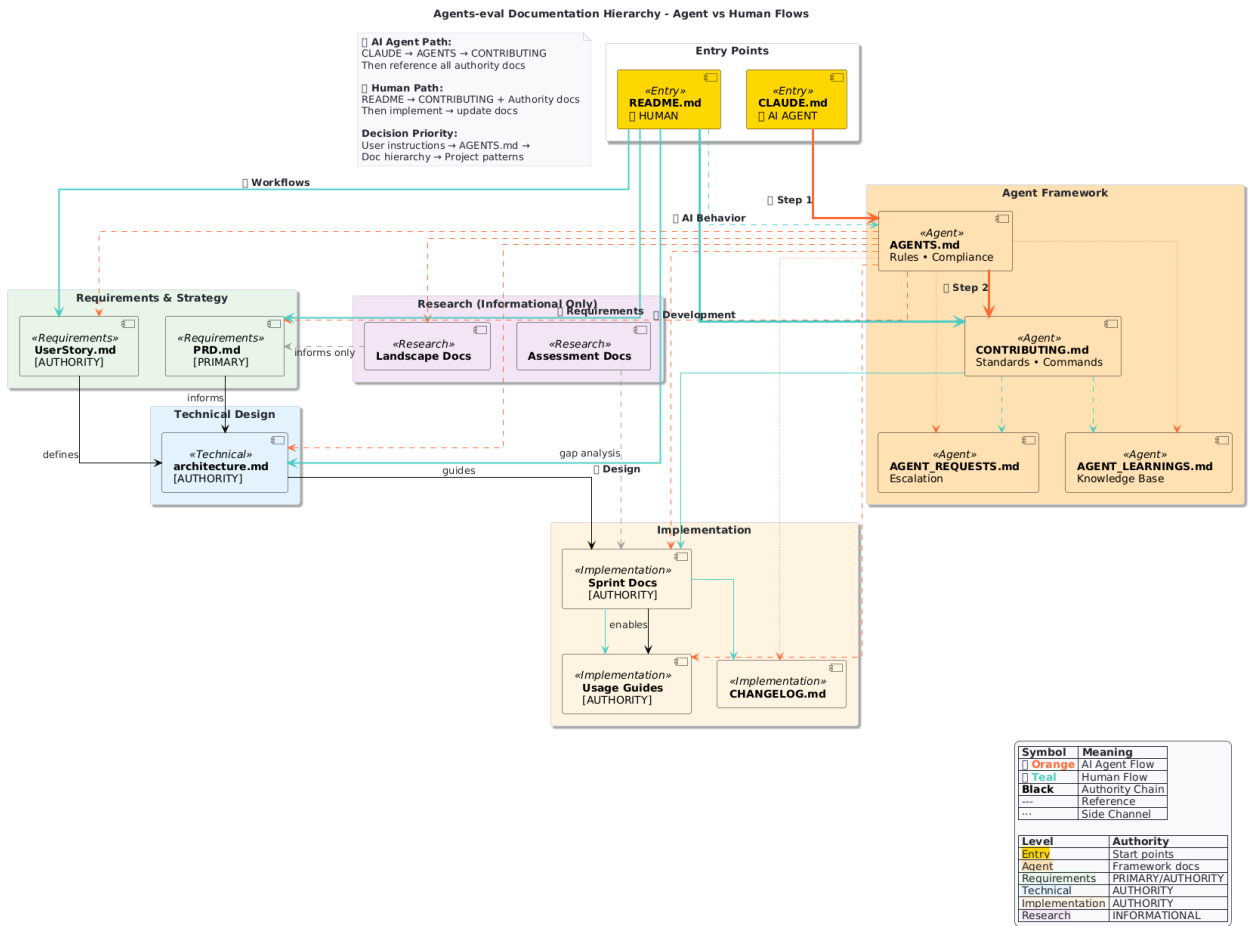 Agents-eval Documentation Hierarchy - Agent vs Human Flows
AI Agent Path:
CLAUDE → AGENTS → CONTRIBUTING
Then reference all authority docs
Human Path:
README → CONTRIBUTING + Authority docs
Then implement → update docs
Decision Priority:
User instructions → AGENTS.md →
Doc hierarchy → Project patterns
Entry Points
«Entry»
README.md
HUMAN
«Entry»
CLAUDE.md
AI AGENT
Workflows
Step 1
AI Behavior
Agent Framework
«Agent»
AGENTS.md
Rules • Compliance
Step 2
Requirements & Strategy
«Requirements»
UserStory.md
[AUTHORITY]
«Requirements»
PRD.md
[PRIMARY]
informs only
Research (Informational Only)
Requirements
Development
«Research»
Landscape Docs
«Research»
Assessment Docs
«Agent»
CONTRIBUTING.md
Standards • Commands
informs
defines
Technical Design
«Technical»
architecture.md
[AUTHORITY]
guides
gap analysis
Design
«Agent»
AGENT_REQUESTS.md
Escalation
«Agent»
AGENT_LEARNINGS.md
Knowledge Base
Implementation
«Implementation»
Sprint Docs
[AUTHORITY]
enables
«Implementation»
Usage Guides
[AUTHORITY]
«Implementation»
CHANGELOG.md
Symbol Meaning
Orange AI Agent Flow
Teal Human Flow
Black Authority Chain
--- Reference
··· Side Channel
Level Authority
Entry Start points
Agent Framework docs
Requirements PRIMARY/AUTHORITY
Technical AUTHORITY
Implementation AUTHORITY
Research INFORMATIONAL